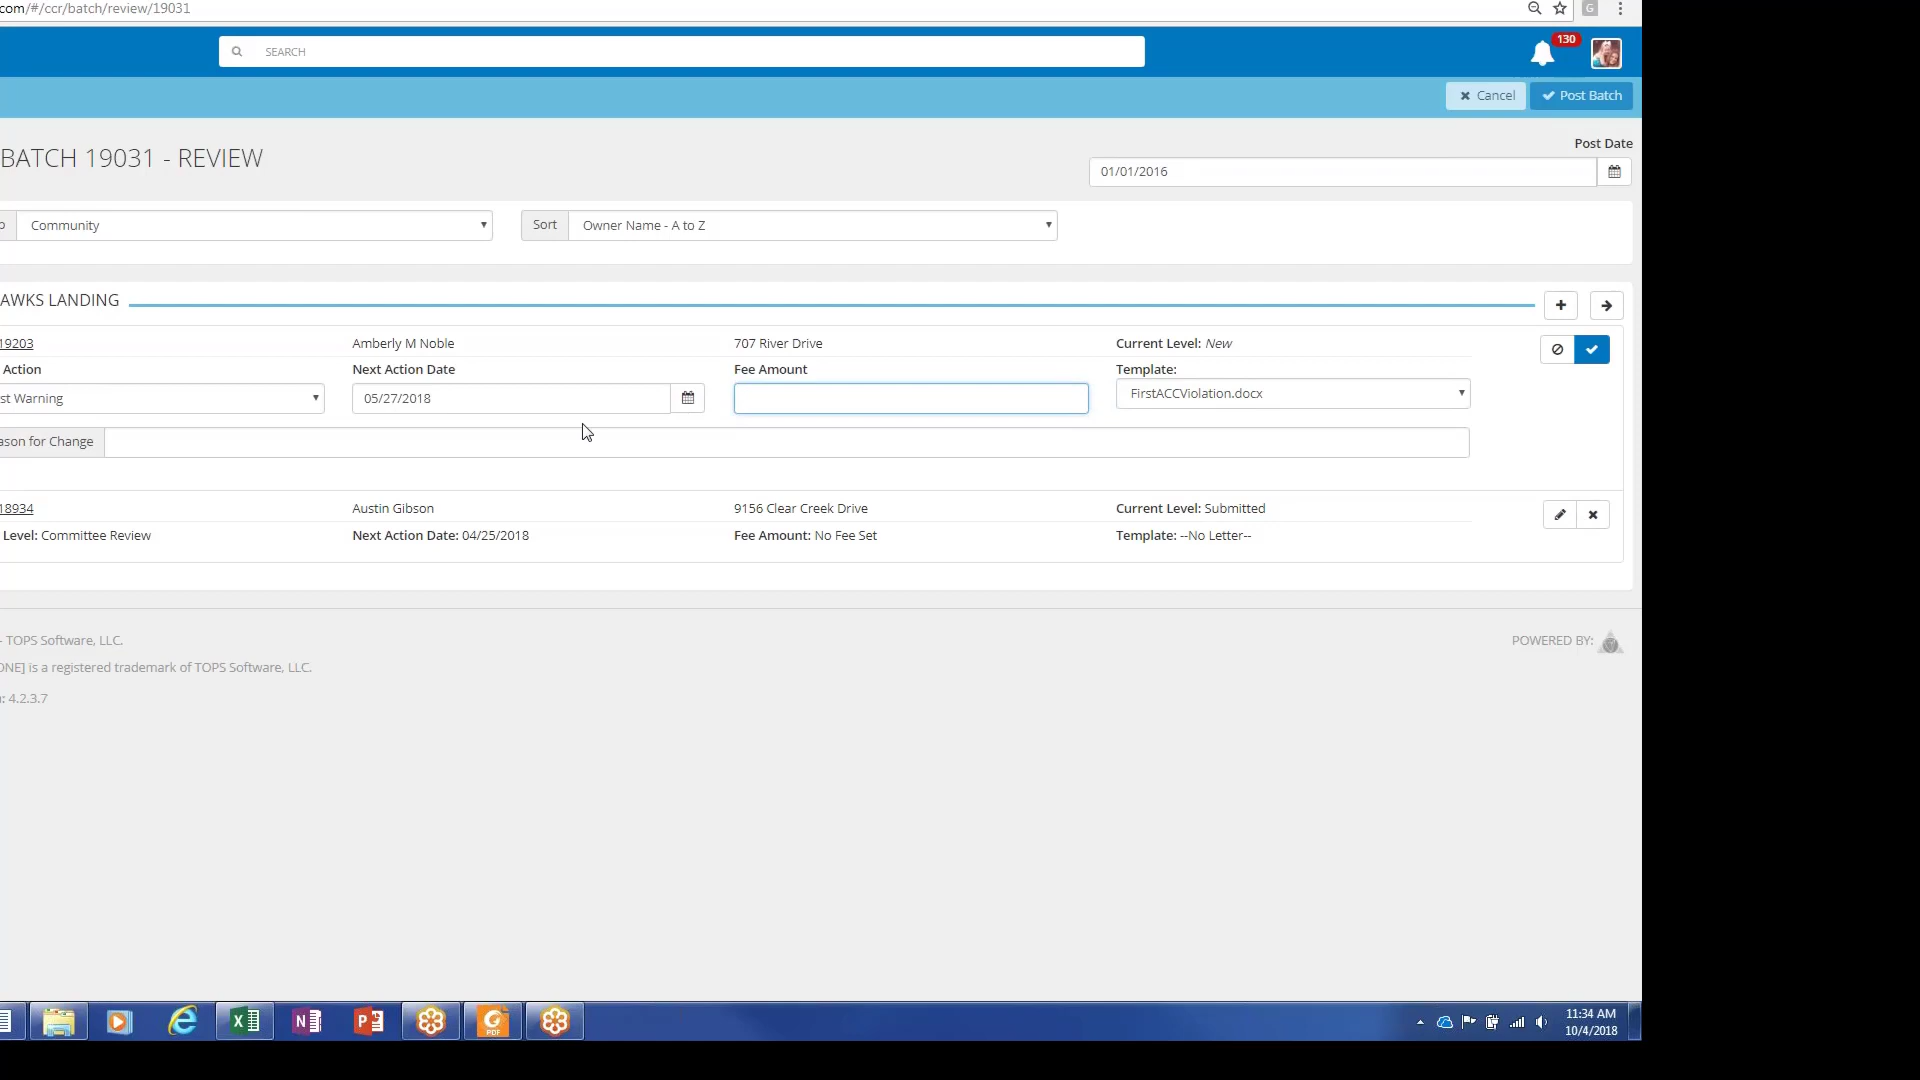 com/#/ccr/batch/review/19031
SEARCH
130
Cancel
Post Batch
BATCH 19031 - REVIEW
Post Date
01/01/2016
Community
Sort
Owner Name - A to Z
AWKS LANDING
19203
Amberly M Noble
707 River Drive
Current Level: New
Action
Next Action Date
Fee Amount
Template:
st Warning
05/27/2018
FirstACCViolation.docx
ason for Change
18934
Austin Gibson
9156 Clear Creek Drive
Current Level: Submitted
Level: Committee Review
Next Action Date: 04/25/2018
Fee Amount: No Fee Set
Template: --No Letter--
- TOPS Software, LLC.
POWERED BY:
ONE] is a registered trademark of TOPS Software, LLC.
: 4.2.3.7
11:34 AM
10/4/2018